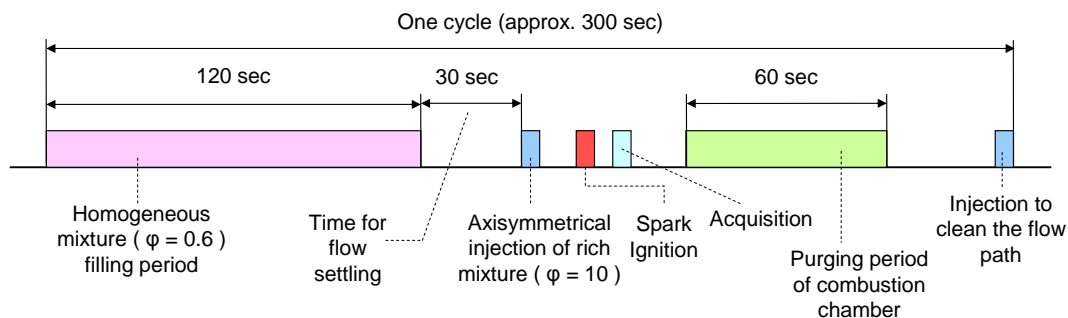 One cycle (approx. 300 sec)
120 sec
30 sec
60 sec
Homogeneous
mixture ( φ = 0.6 )
filling period
Time for
flow
settling
Axisymmetrical
injection of rich
mixture ( φ = 10 )
Spark
Ignition
Acquisition
Purging period
of combustion
chamber
Injection to
clean the flow
path